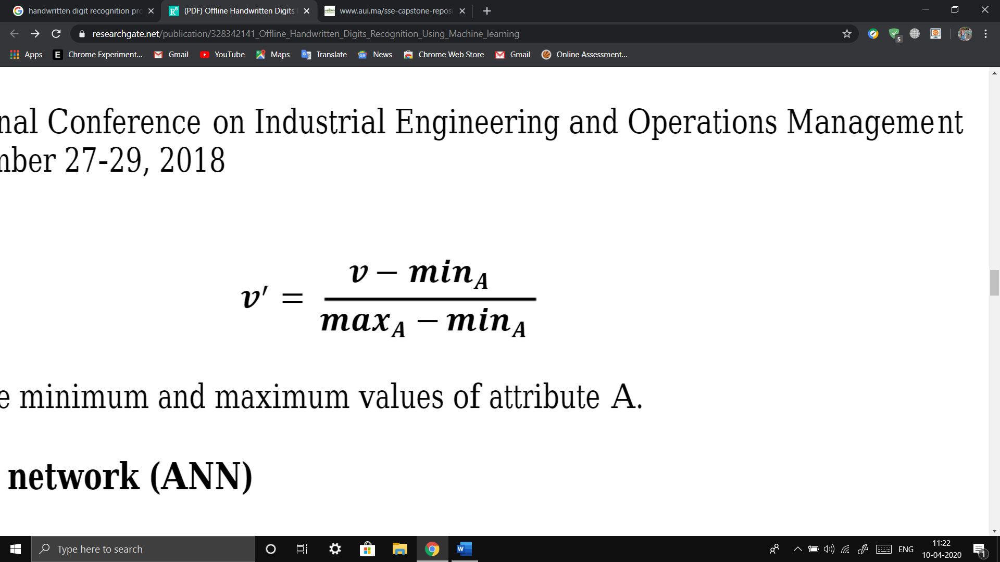 handwritten digit recognition pro
(PDF) Offline Handwritten Digits
www.aui.ma/sse-capstone-reposi
researchgate.net/publication/328342141_Offline_Handwritten_Digits_Recognition_Using_Machine_learning
5
Apps E Chrome Experiment... Gmail YouTube Maps Translate News Chrome Web Store Gmail Online Assessment...
nal Conference on Industrial Engineering and Operations Management
mber 27-29, 2018
v − min_A
v′ =
max_A − min_A
e minimum and maximum values of attribute A.
network (ANN)
Type here to search
ENG
11:22
10-04-2020
1